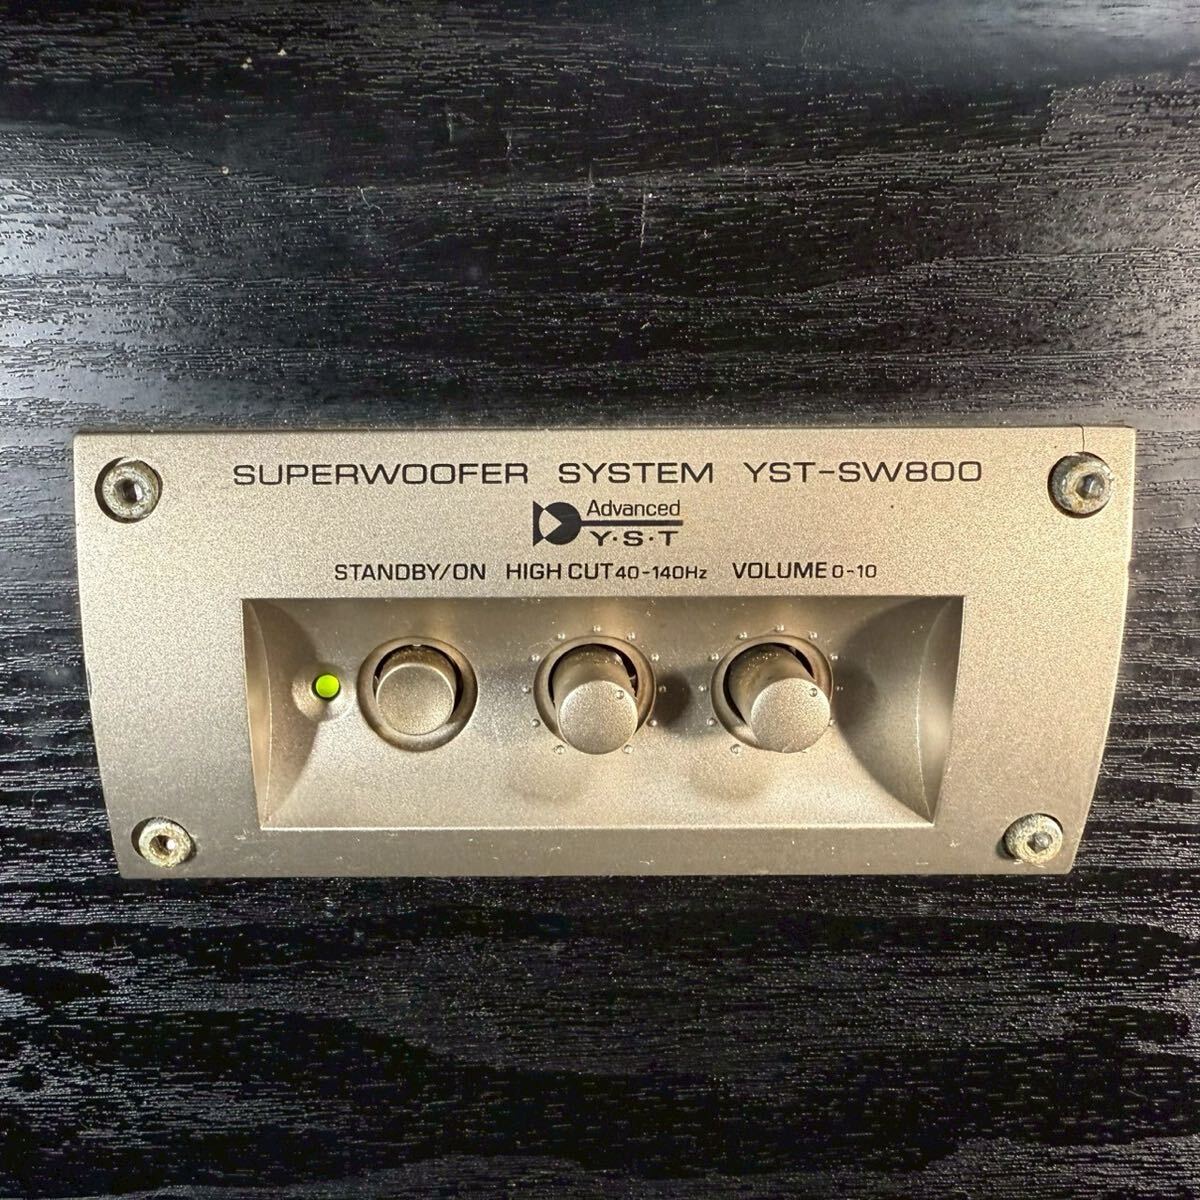 SUPERWOOFER SYSTEM YST-SW800
Advanced
Y·S·T
STANDBY/ON HIGH CUT 40-140Hz VOLUME 0-10